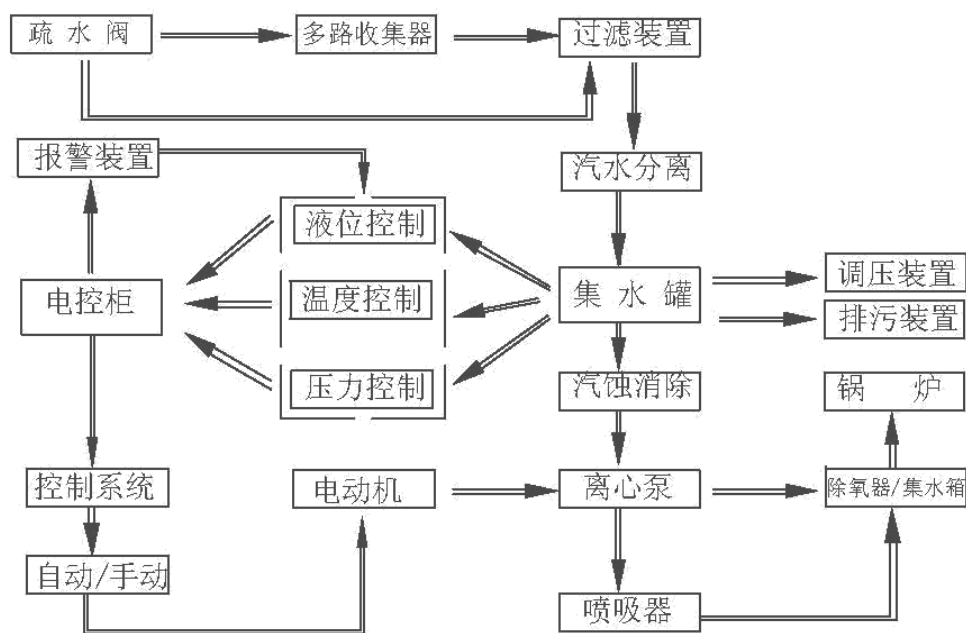 疏水阀
多路收集器
过滤装置
报警装置
汽水分离
液位控制
电控柜
温度控制
集水罐
调压装置
排污装置
压力控制
汽蚀消除
锅炉
控制系统
电动机
离心泵
除氧器/集水箱
自动/手动
喷吸器